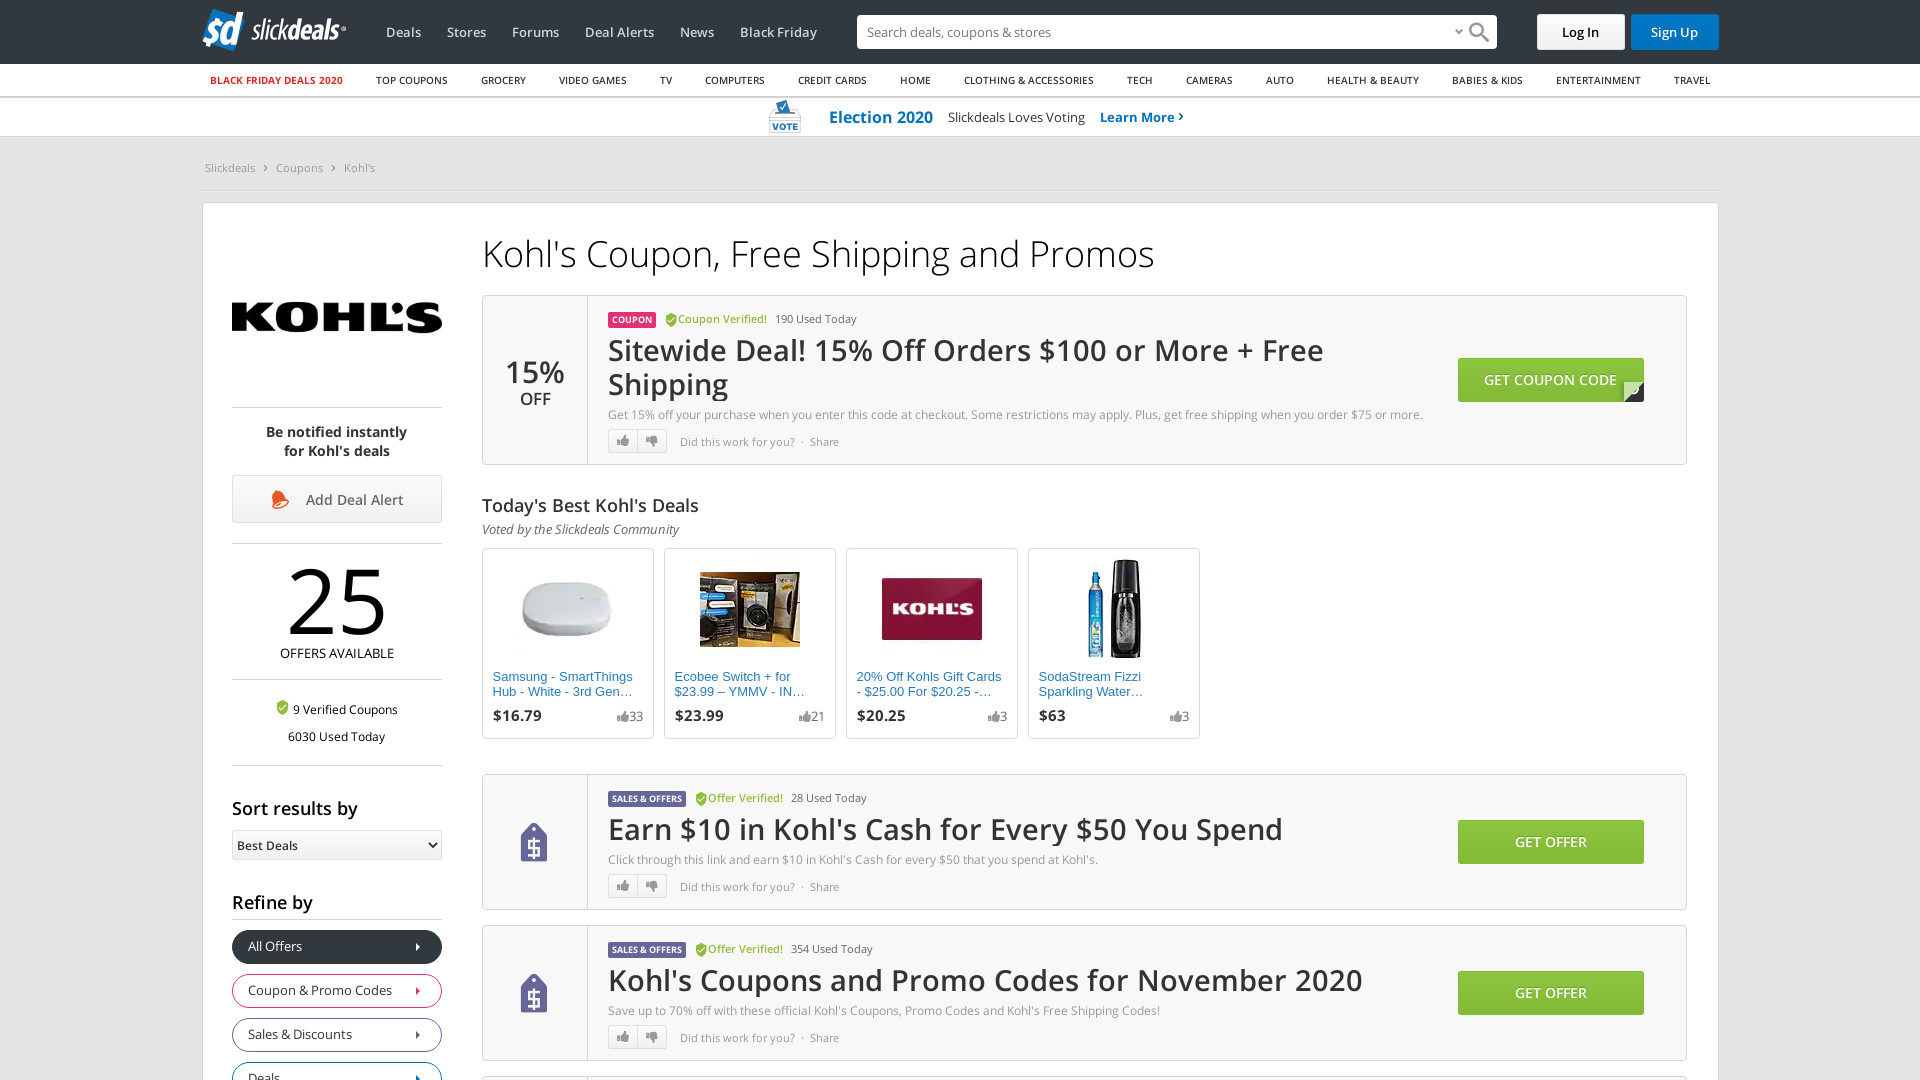 slickdeals
Deals
Stores
Forums
Deal Alerts
News
Black Friday
Search deals, coupons & stores
Log In
Sign Up
BLACK FRIDAY DEALS 2020
TOP COUPONS
GROCERY
VIDEO GAMES
TV
COMPUTERS
CREDIT CARDS
HOME
CLOTHING & ACCESSORIES
TECH
CAMERAS
AUTO
HEALTH & BEAUTY
BABIES & KIDS
ENTERTAINMENT
TRAVEL
VOTE
Election 2020
Slickdeals Loves Voting
Learn More
Slickdeals
Coupons
Kohl's
KOHL'S
Be notified instantly
for Kohl's deals
Add Deal Alert
25
OFFERS AVAILABLE
9 Verified Coupons
6030 Used Today
Sort results by
Best Deals
Refine by
All Offers
Coupon & Promo Codes
Sales & Discounts
Deals
Kohl's Coupon, Free Shipping and Promos
15%
OFF
COUPON
Coupon Verified!
190 Used Today
Sitewide Deal! 15% Off Orders $100 or More + Free
Shipping
Get 15% off your purchase when you enter this code at checkout. Some restrictions may apply. Plus, get free shipping when you order $75 or more.
Did this work for you? · Share
GET COUPON CODE
Today's Best Kohl's Deals
Voted by the Slickdeals Community
Samsung - SmartThings
Hub - White - 3rd Gen…
$16.79
33
Ecobee Switch + for
$23.99 – YMMV - IN…
$23.99
21
KOHL'S
20% Off Kohls Gift Cards
- $25.00 For $20.25 -…
$20.25
3
SodaStream Fizzi
Sparkling Water…
$63
3
SALES & OFFERS
Offer Verified!
28 Used Today
Earn $10 in Kohl's Cash for Every $50 You Spend
Click through this link and earn $10 in Kohl's Cash for every $50 that you spend at Kohl's.
Did this work for you? · Share
GET OFFER
SALES & OFFERS
Offer Verified!
354 Used Today
Kohl's Coupons and Promo Codes for November 2020
Save up to 70% off with these official Kohl's Coupons, Promo Codes and Kohl's Free Shipping Codes!
Did this work for you? · Share
GET OFFER